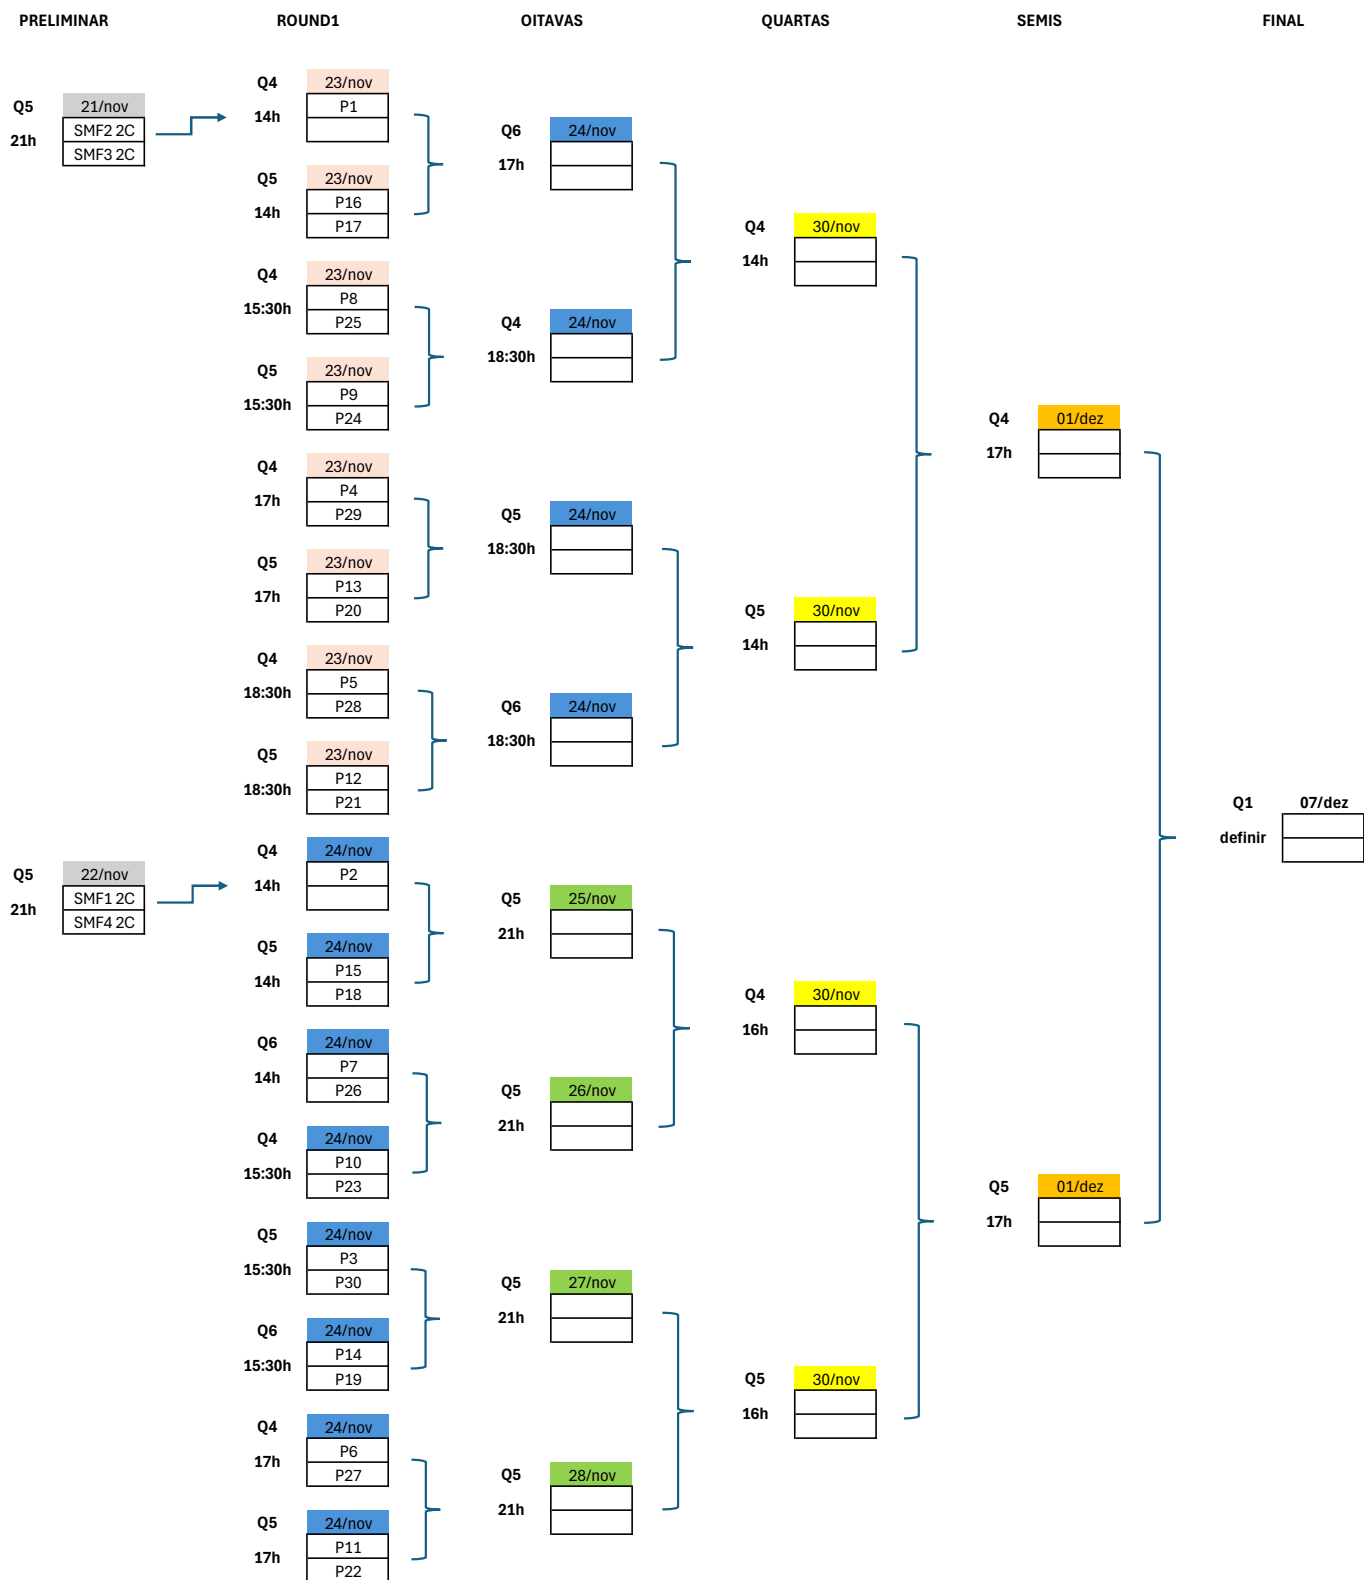 PRELIMINAR ROUND1 OITAVAS QUARTAS SEMIS FINAL
Q5 21/nov
21h SMF2 2C
SMF3 2C
Q4 23/nov
14h P1
Q5 23/nov
14h P16
P17
Q4 23/nov
15:30h P8
P25
Q5 23/nov
15:30h P9
P24
Q4 23/nov
17h P4
P29
Q5 23/nov
17h P13
P20
Q4 23/nov
18:30h P5
P28
Q5 23/nov
18:30h P12
P21
Q5 22/nov
21h SMF1 2C
SMF4 2C
Q4 24/nov
14h P2
Q5 24/nov
14h P15
P18
Q6 24/nov
14h P7
P26
Q4 24/nov
15:30h P10
P23
Q5 24/nov
15:30h P3
P30
Q6 24/nov
15:30h P14
P19
Q4 24/nov
17h P6
P27
Q5 24/nov
17h P11
P22
Q6 24/nov
17h
Q4 24/nov
18:30h
Q5 24/nov
18:30h
Q6 24/nov
18:30h
Q5 25/nov
21h
Q5 26/nov
21h
Q5 27/nov
21h
Q5 28/nov
21h
Q4 30/nov
14h
Q5 30/nov
14h
Q4 30/nov
16h
Q5 30/nov
16h
Q4 01/dez
17h
Q5 01/dez
17h
Q1 07/dez
definir